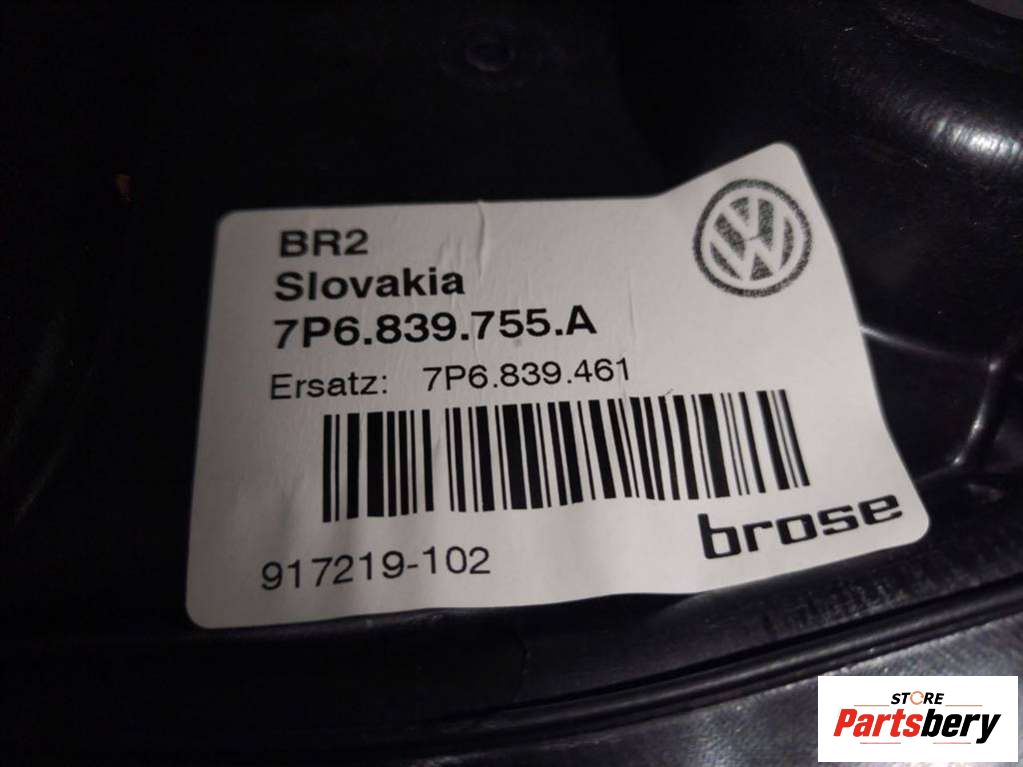 BR2
Slovakia
7P6.839.755.A
Ersatz: 7P6.839.461
917219-102
brose
STORE
Partsbery